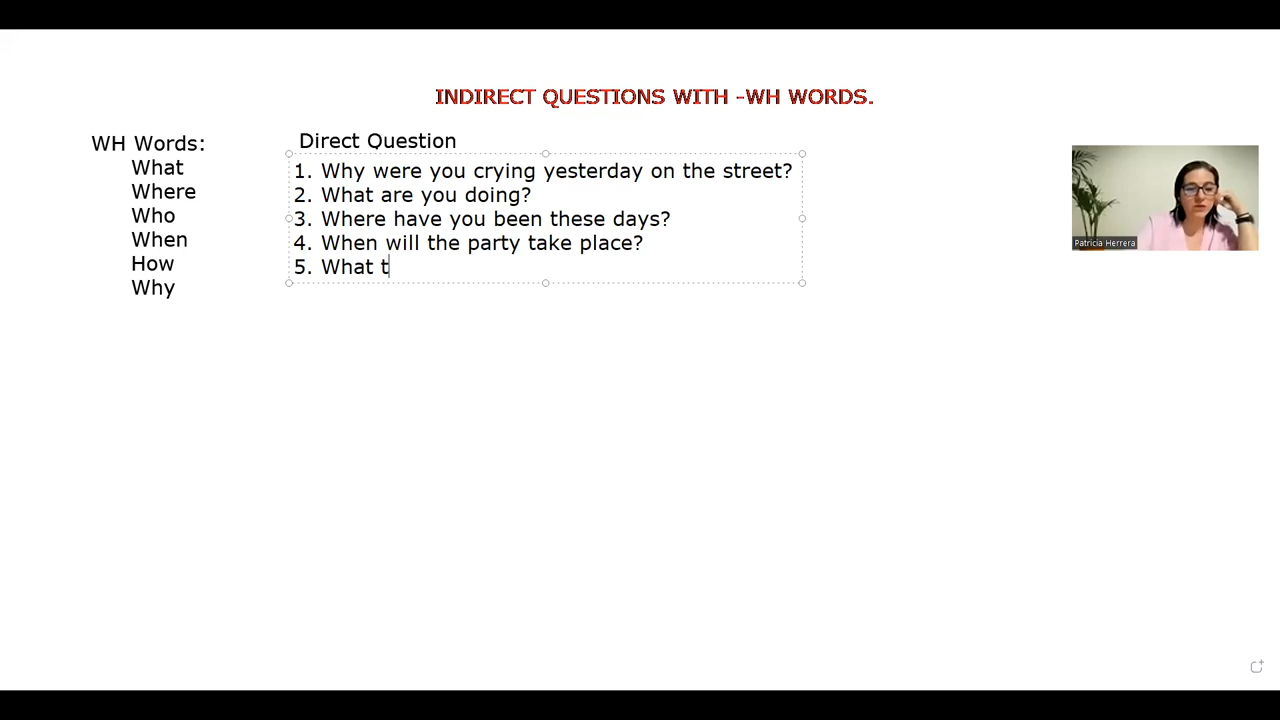 INDIRECT QUESTIONS WITH -WH WORDS.
WH Words:
What
Where
Who
When
How
Why
Direct Question
1. Why were you crying yesterday on the street?
2. What are you doing?
3. Where have you been these days?
4. When will the party take place?
5. What t
Patricia Herrera